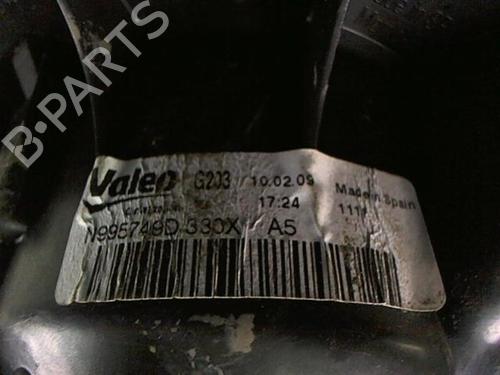 B·PARTS
Valeo G203 10.02.09 Made in Spain
17:24
N995749D 330X A5